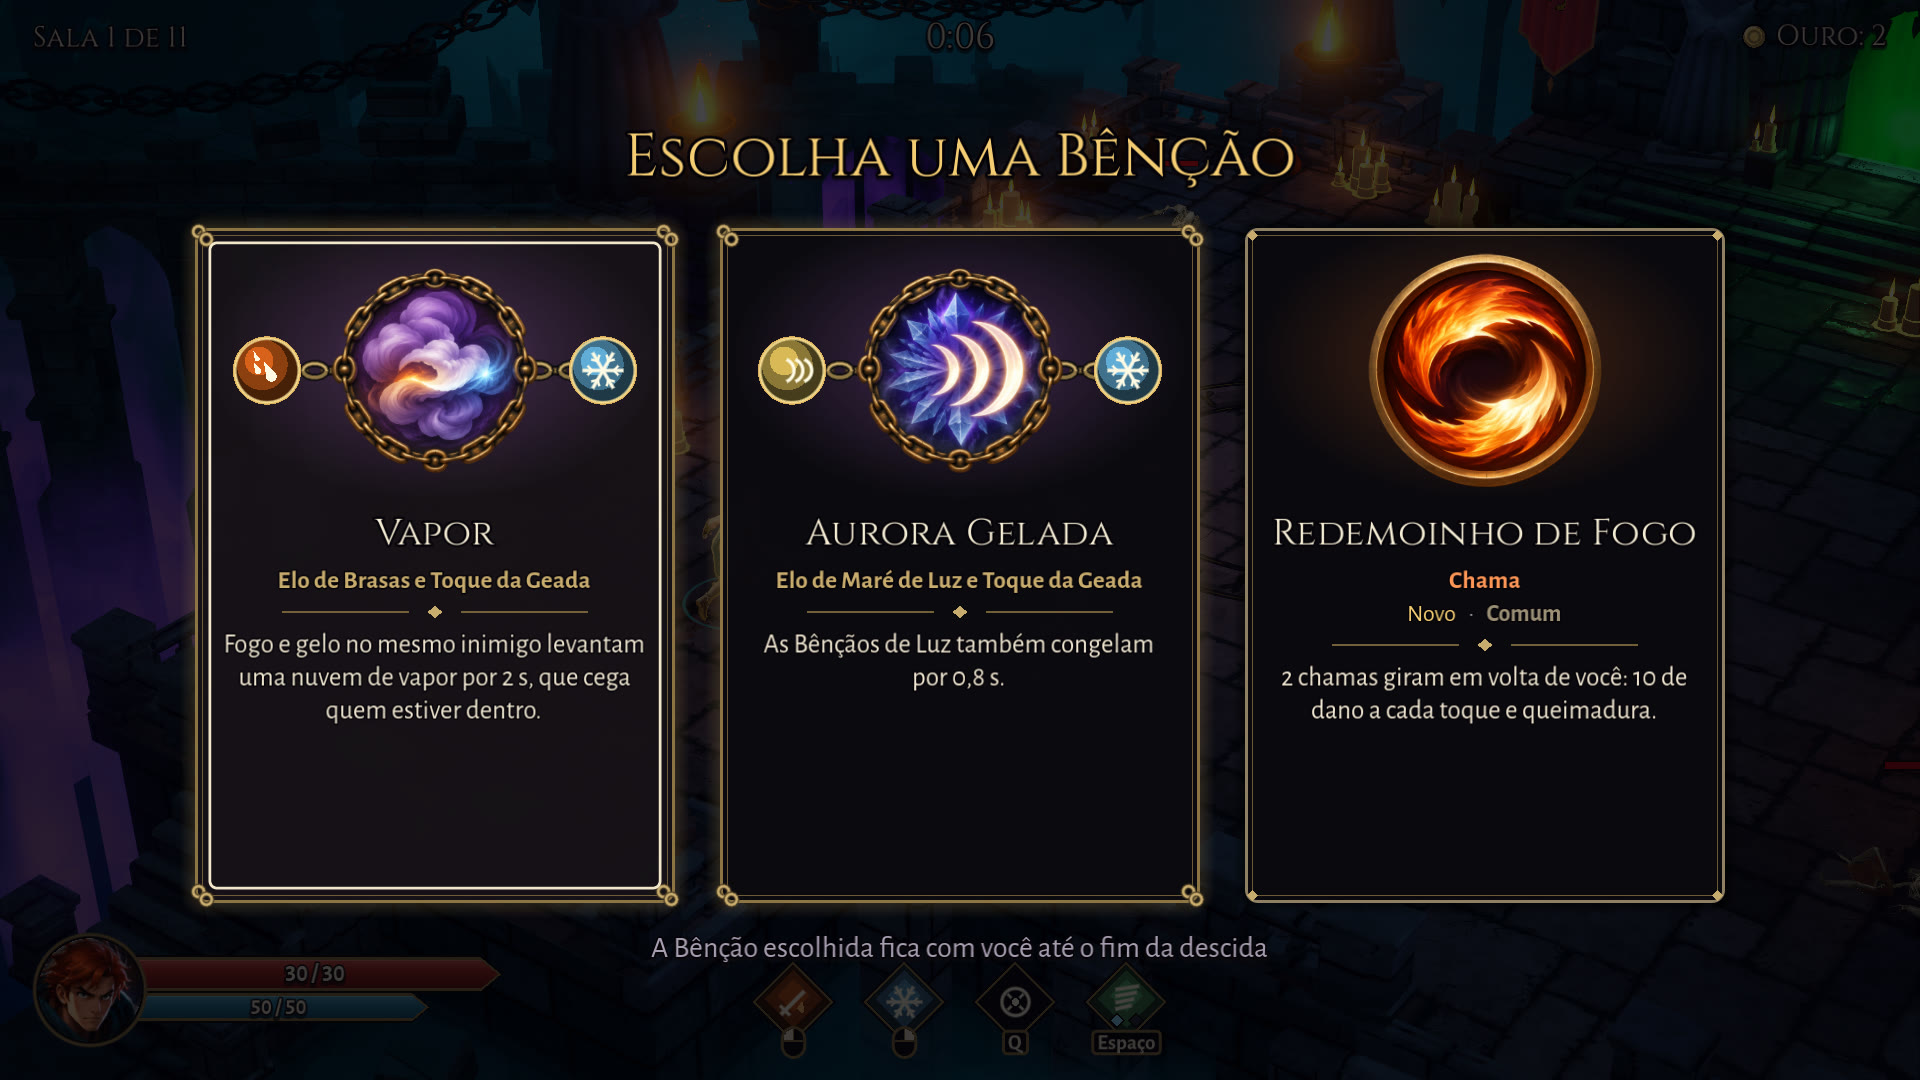 Sala 1 de 11
0:06
Ouro: 2
Escolha uma Bênção
Vapor
Elo de Brasas e Toque da Geada
Fogo e gelo no mesmo inimigo levantam
uma nuvem de vapor por 2 s, que cega
quem estiver dentro.
Aurora Gelada
Elo de Maré de Luz e Toque da Geada
As Bênçãos de Luz também congelam
por 0,8 s.
Redemoinho de Fogo
Chama
Novo · Comum
2 chamas giram em volta de você: 10 de
dano a cada toque e queimadura.
A Bênção escolhida fica com você até o fim da descida
30/30
50/50
Q
Espaço